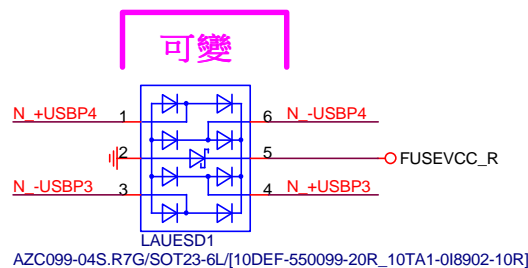 可變
N_+USBP4 1 6 N_-USBP4
2 5 FUSEVCC_R
N_-USBP3 3 4 N_+USBP3
LAUESD1
AZC099-04S.R7G/SOT23-6L/[10DEF-550099-20R_10TA1-0I8902-10R]